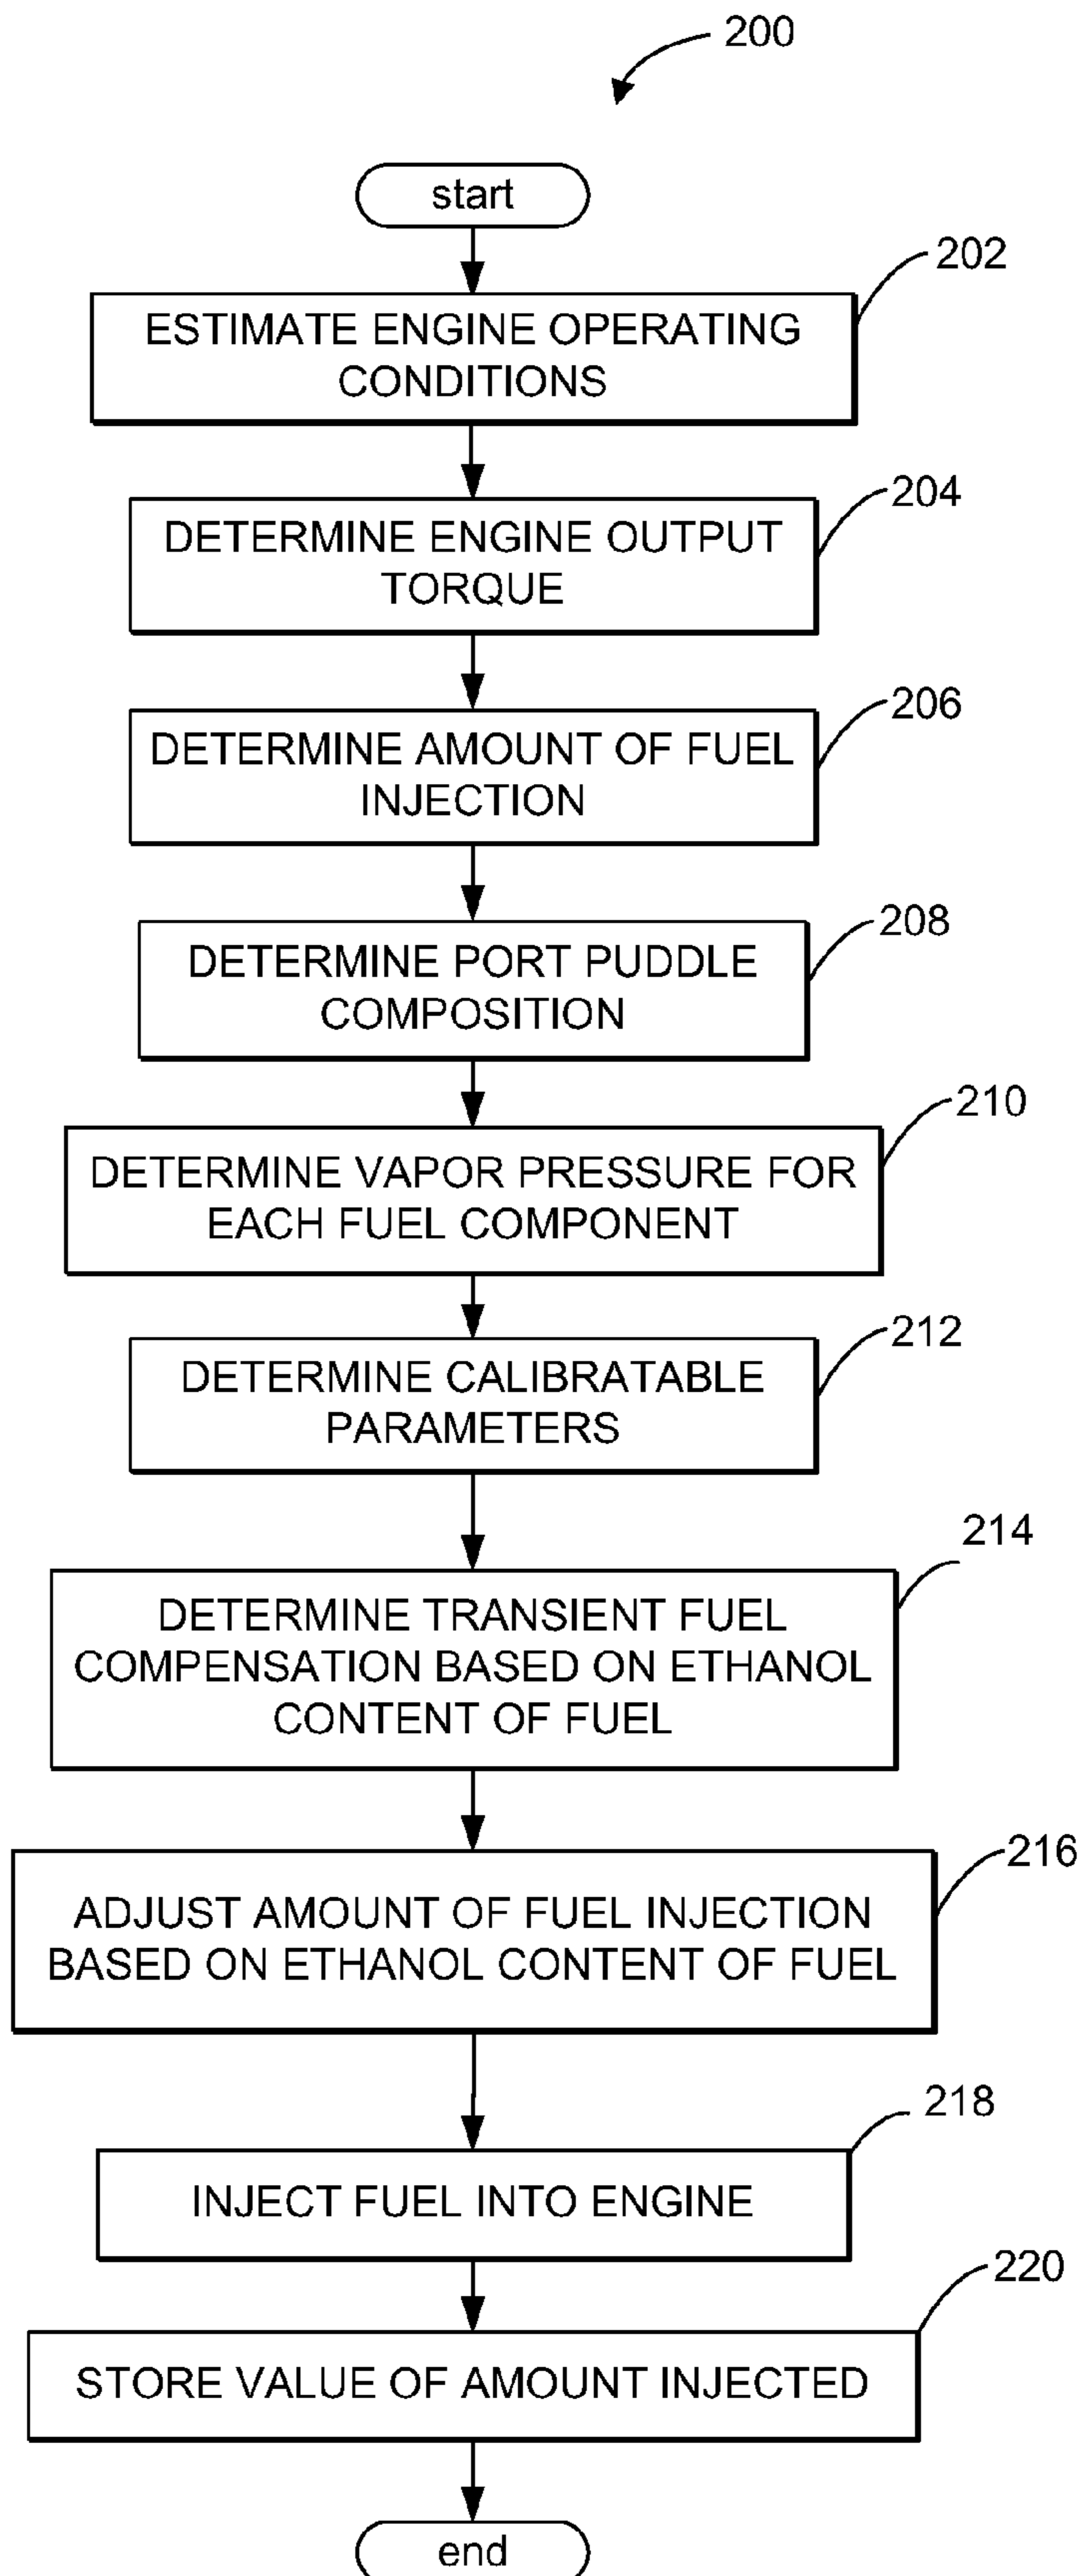 200
start
202
ESTIMATE ENGINE OPERATING
CONDITIONS
204
DETERMINE ENGINE OUTPUT
TORQUE
206
DETERMINE AMOUNT OF FUEL
INJECTION
208
DETERMINE PORT PUDDLE
COMPOSITION
210
DETERMINE VAPOR PRESSURE FOR
EACH FUEL COMPONENT
212
DETERMINE CALIBRATABLE
PARAMETERS
214
DETERMINE TRANSIENT FUEL
COMPENSATION BASED ON ETHANOL
CONTENT OF FUEL
216
ADJUST AMOUNT OF FUEL INJECTION
BASED ON ETHANOL CONTENT OF FUEL
218
INJECT FUEL INTO ENGINE
220
STORE VALUE OF AMOUNT INJECTED
end